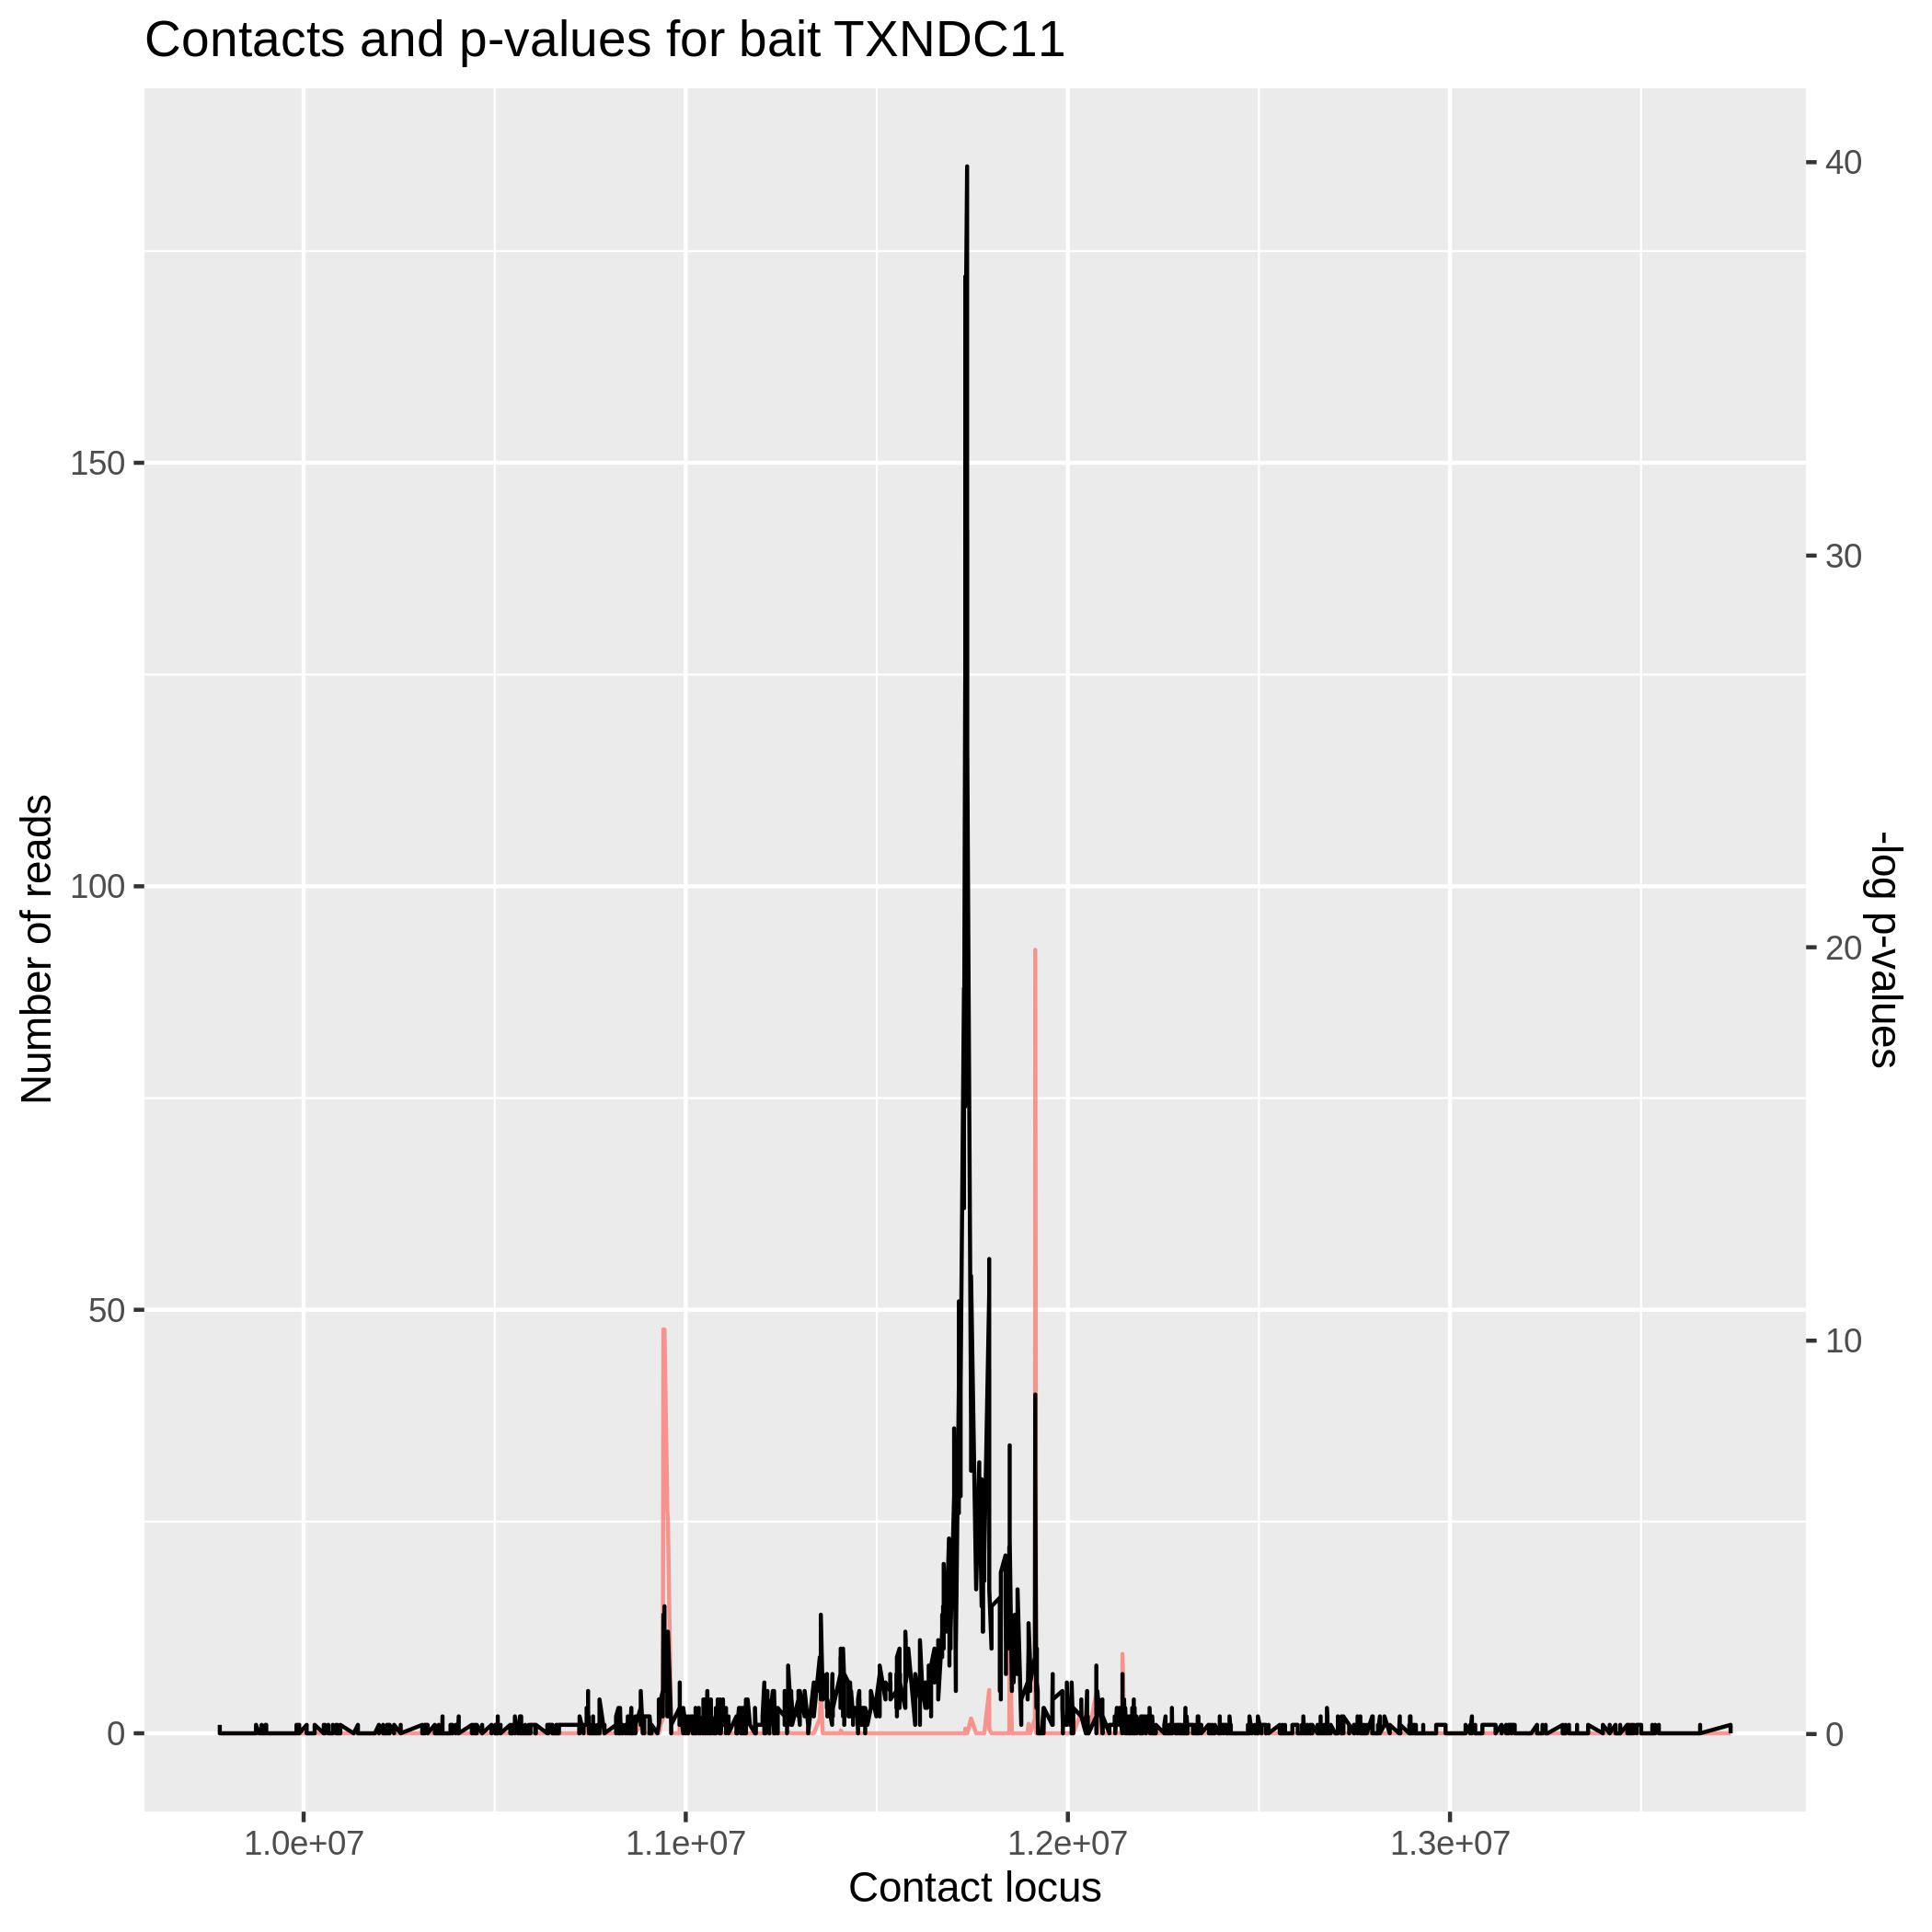 Contacts and p-values for bait TXNDC11
Number of reads
150
100
50
0
40
30
20
10
0
-log p-values
1.0e+07
1.1e+07
1.2e+07
1.3e+07
Contact locus